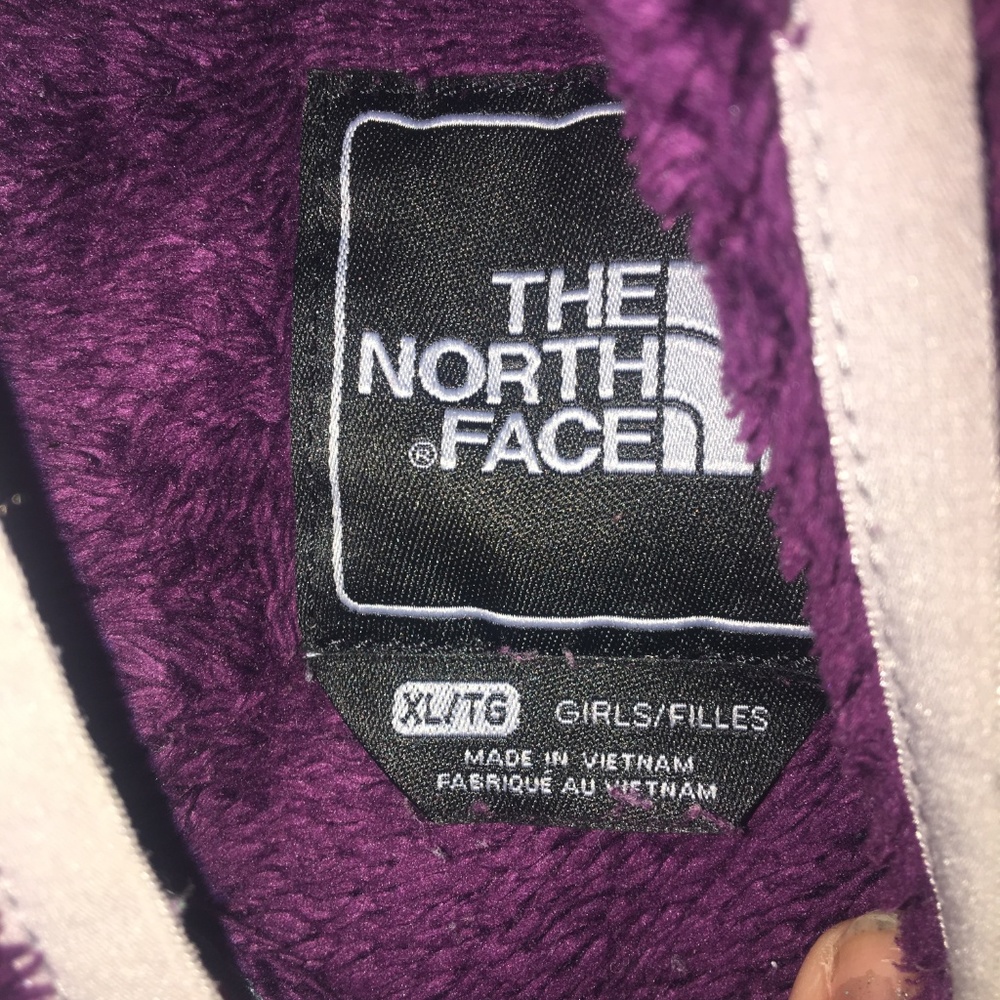 THE
NORTH
® FACE
XL/TG GIRLS/FILLES
MADE IN VIETNAM
FABRIQUE AU VIETNAM